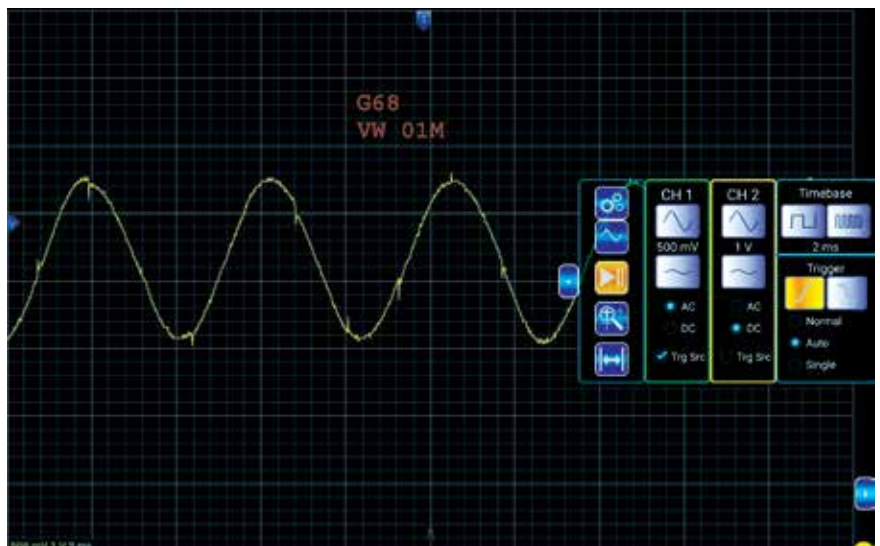 G68
VW 01M
CH 1
CH 2
Timebase
500 mV
1 V
2 ms
Trigger
AC
AC
DC
DC
Normal
Auto
Trg Src
Trg Src
Single